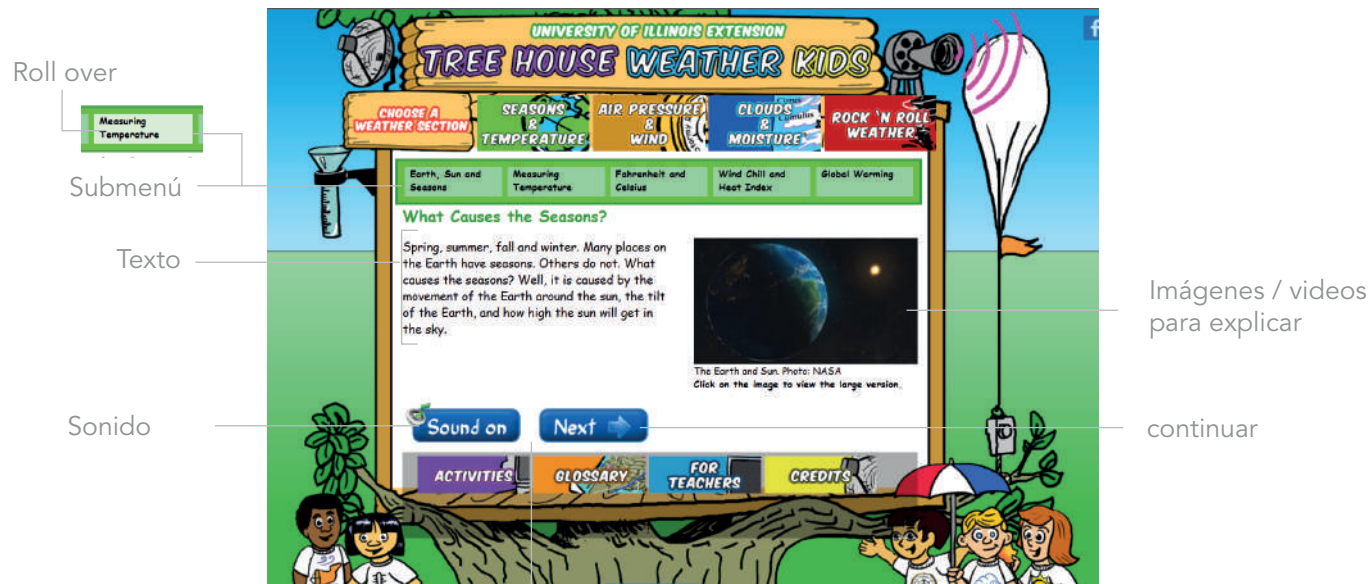 UNIVERSITY OF ILLINOIS EXTENSION
TREE HOUSE WEATHER KIDS
f
Roll over
Measuring
Temperature
CHOOSE A
WEATHER SECTION
SEASONS
&
TEMPERATURE
AIR PRESSURE
&
WIND
CLOUDS
&
MOISTURE
ROCK 'N ROLL
WEATHER
Submenú
Earth, Sun and
Seasons
Measuring
Temperature
Fahrenheit and
Celsius
Wind Chill and
Heat Index
Global Warming
What Causes the Seasons?
Texto
Spring, summer, fall and winter. Many places on
the Earth have seasons. Others do not. What
causes the seasons? Well, it is caused by the
movement of the Earth around the sun, the tilt
of the Earth, and how high the sun will get in
the sky.
Imágenes / videos
para explicar
The Earth and Sun. Photo: NASA
Click on the image to view the large version.
Sonido
Sound on
Next
continuar
ACTIVITIES
GLOSSARY
FOR
TEACHERS
CREDITS